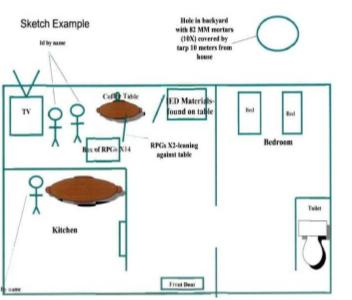 Sketch Example
Hole in backyard
with 82 MM mortars
(10X) covered by
tarp 10 meters from
house
Id by name
TV
Coffee Table
IED Materials
found on table
Bed
Bed
Bedroom
Box of RPGs X14
RPGs X2-leaning
against table
Kitchen
Toilet
Front Door
by name